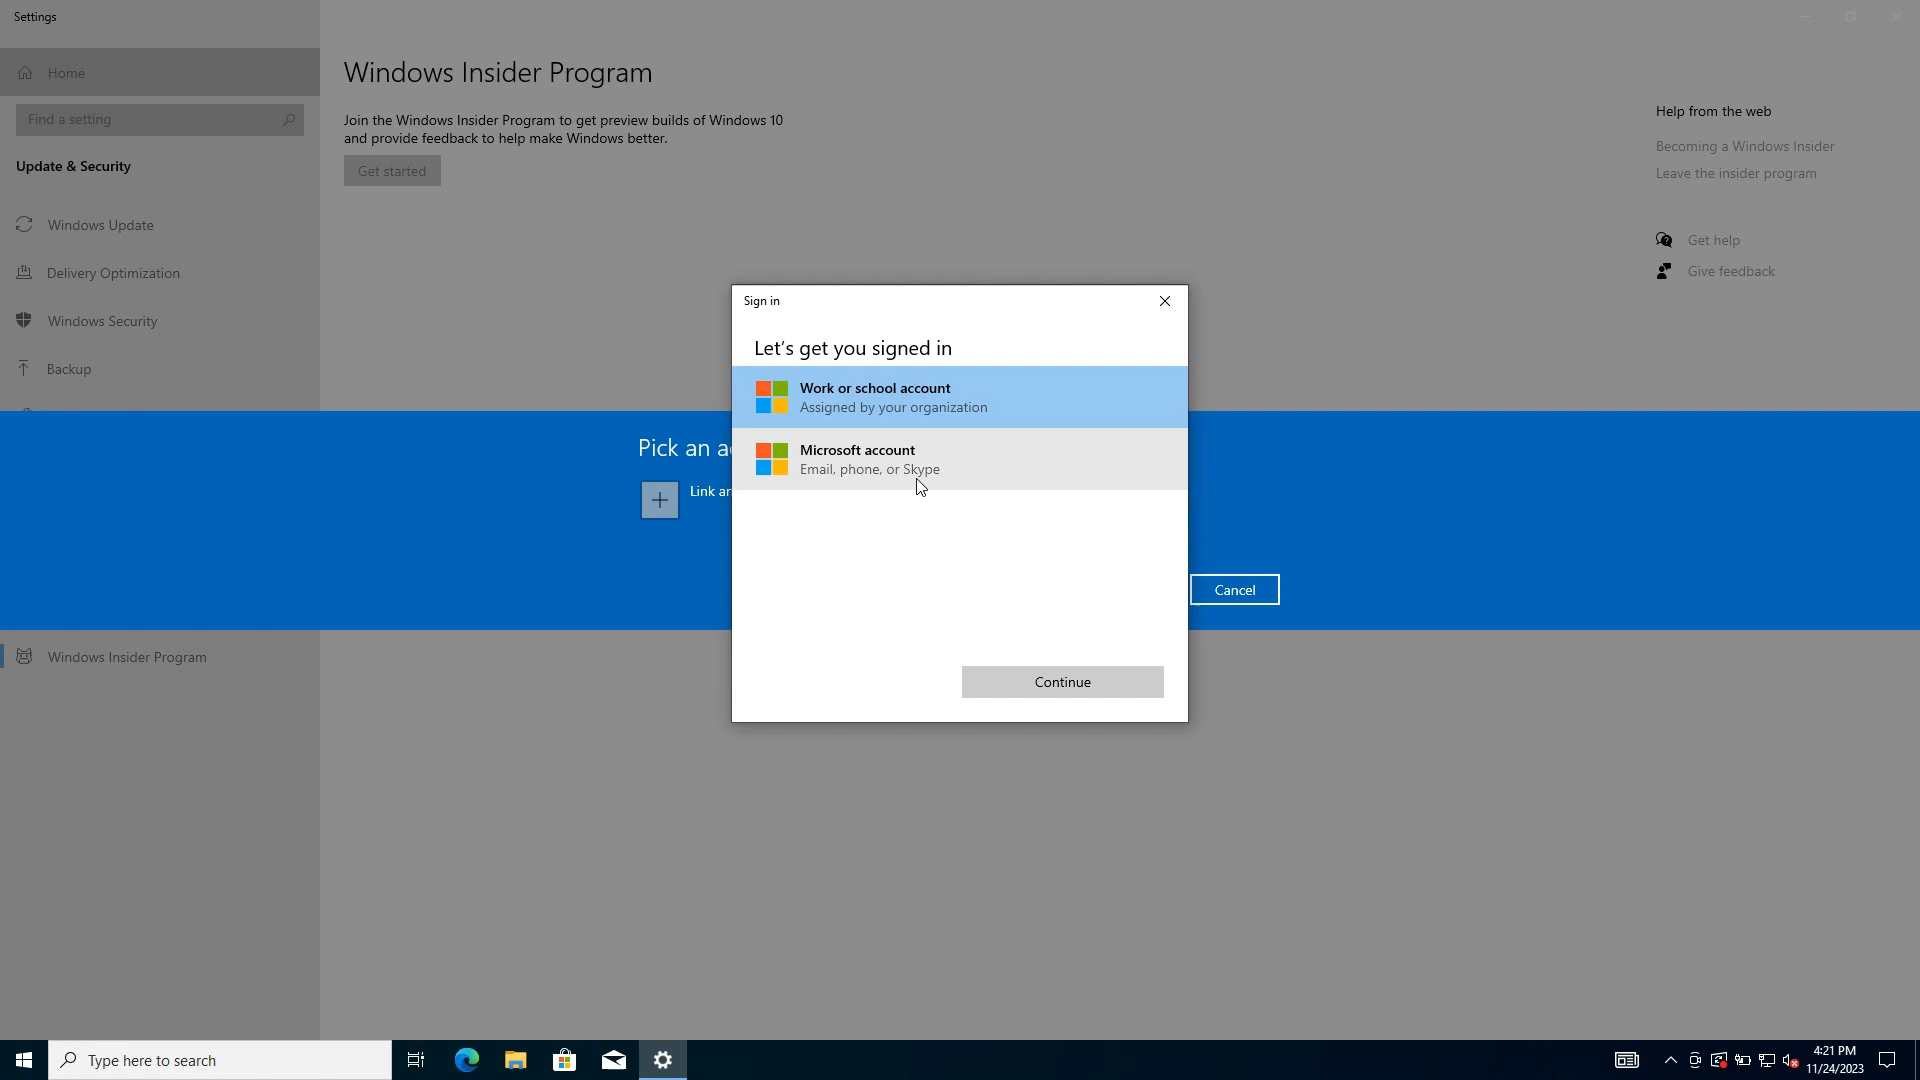 Settings
Home
Find a setting
Update & Security
Windows Update
Delivery Optimization
Windows Security
Backup
Windows Insider Program
Windows Insider Program
Join the Windows Insider Program to get preview builds of Windows 10
and provide feedback to help make Windows better.
Get started
Help from the web
Becoming a Windows Insider
Leave the insider program
Get help
Give feedback
Pick an a
Link an
Cancel
Sign in
Let's get you signed in
Work or school account
Assigned by your organization
Microsoft account
Email, phone, or Skype
Continue
Type here to search
4:21 PM
11/24/2023